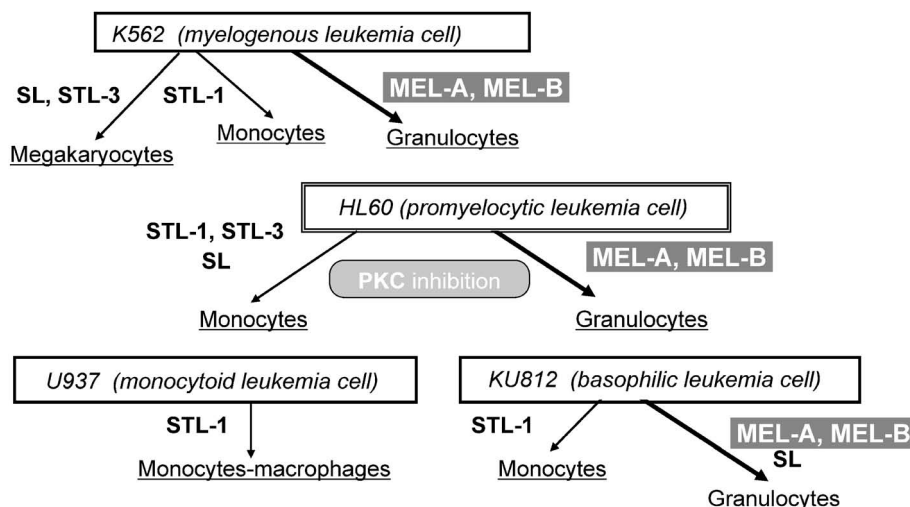 K562 (myelogenous leukemia cell)
SL, STL-3
STL-1
MEL-A, MEL-B
Megakaryocytes
Monocytes
Granulocytes
HL60 (promyelocytic leukemia cell)
STL-1, STL-3
SL
MEL-A, MEL-B
PKC inhibition
Monocytes
Granulocytes
U937 (monocytoid leukemia cell)
KU812 (basophilic leukemia cell)
STL-1
STL-1
MEL-A, MEL-B
SL
Monocytes-macrophages
Monocytes
Granulocytes